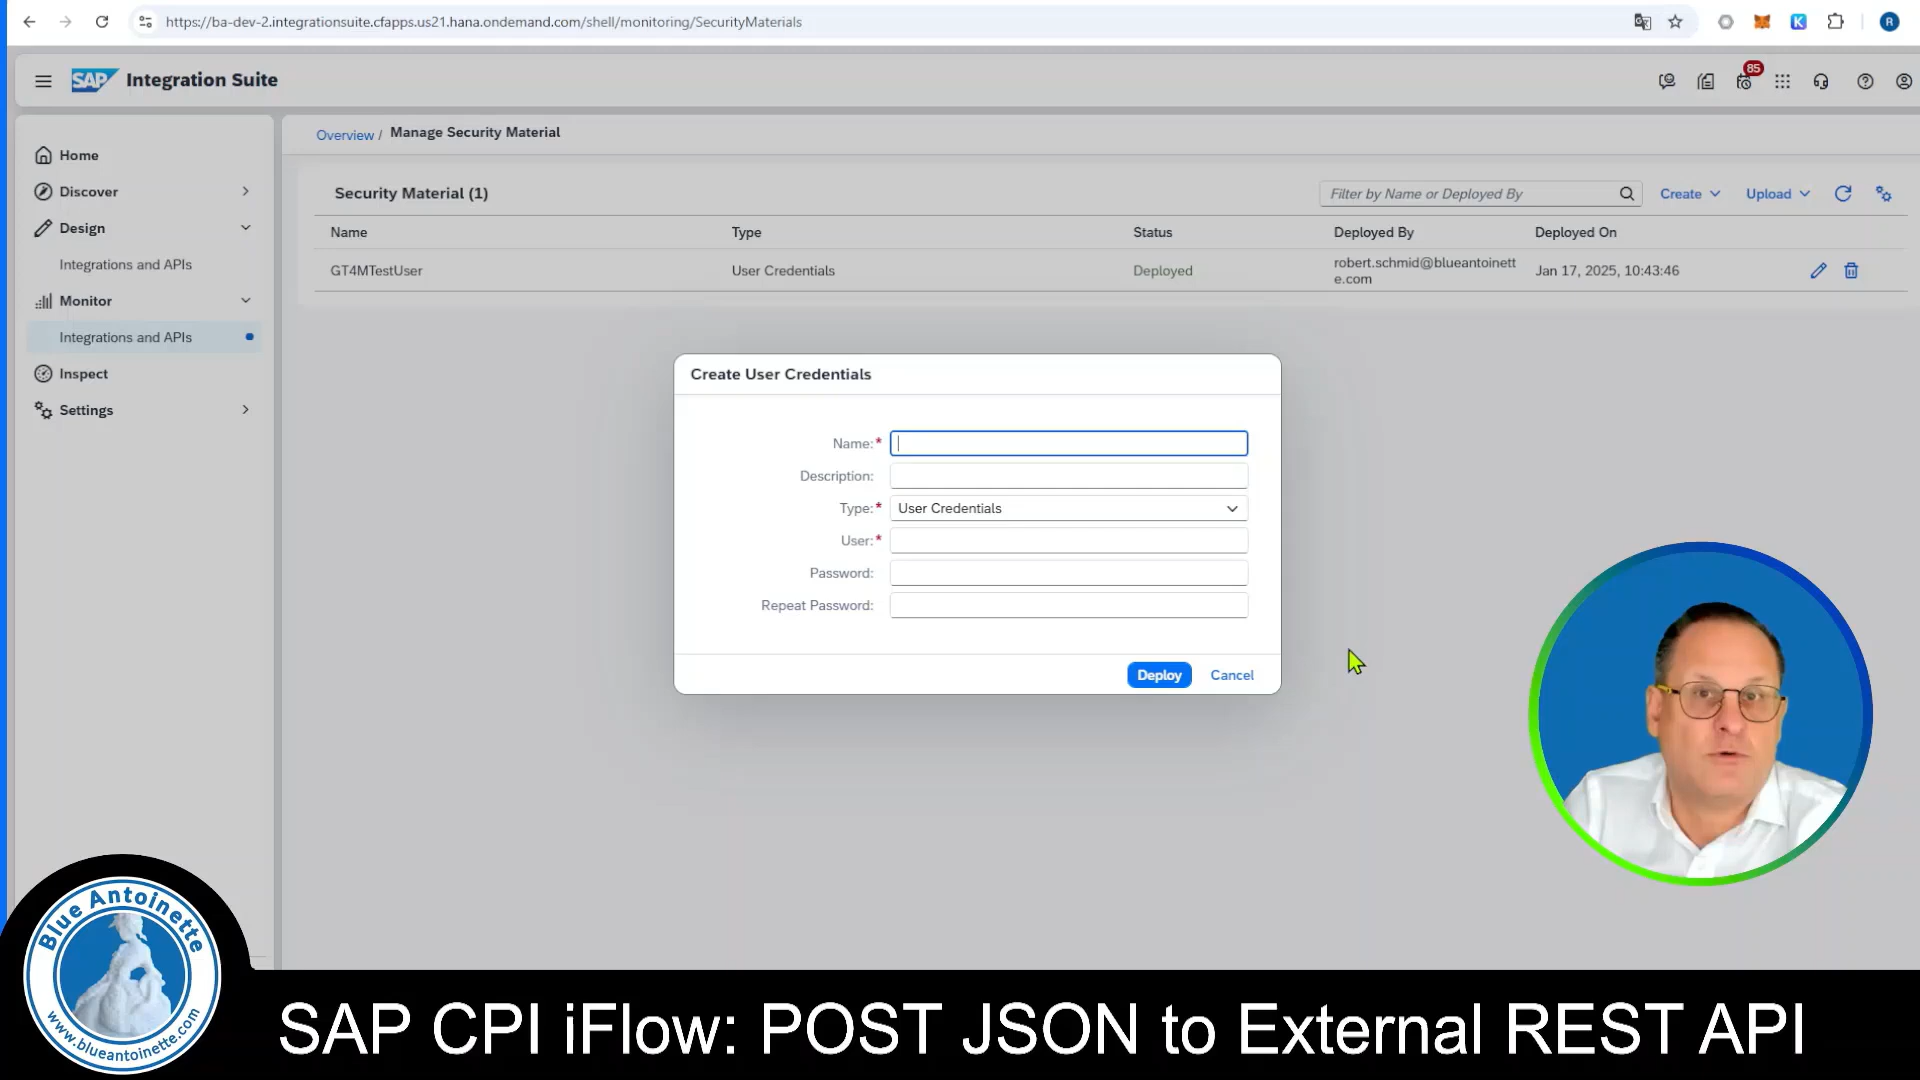 https://ba-dev-2.integrationsuite.cfapps.us21.hana.ondemand.com/shell/monitoring/SecurityMaterials
K
R
SAP Integration Suite
85
Home
Discover
Design
Integrations and APIs
Monitor
Integrations and APIs
Inspect
Settings
Overview / Manage Security Material
Security Material (1)
Filter by Name or Deployed By
Create
Upload
Name Type Status Deployed By Deployed On
GT4MTestUser User Credentials Deployed robert.schmid@blueantoinett
e.com Jan 17, 2025, 10:43:46
Create User Credentials
Name:*
Description:
Type:* User Credentials
User:*
Password:
Repeat Password:
Deploy Cancel
Blue Antoinette
www.blueantoinette.com
SAP CPI iFlow: POST JSON to External REST API